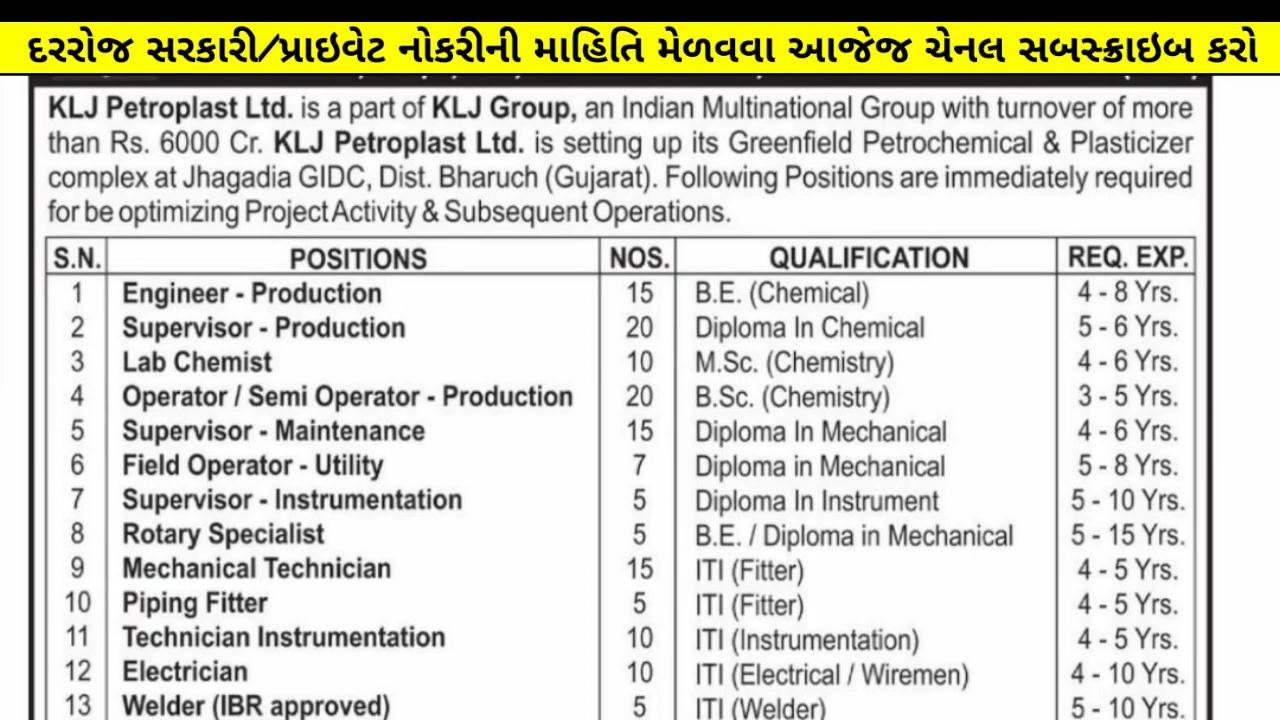 દરરોજ સરકારી/પ્રાઇવેટ નોકરીની માહિતિ મેળવવા આજેજ ચેનલ સબસ્ક્રાઇબ કરો
KLJ Petroplast Ltd. is a part of KLJ Group, an Indian Multinational Group with turnover of more
than Rs. 6000 Cr. KLJ Petroplast Ltd. is setting up its Greenfield Petrochemical & Plasticizer
complex at Jhagadia GIDC, Dist. Bharuch (Gujarat). Following Positions are immediately required
for be optimizing Project Activity & Subsequent Operations.
S.N. POSITIONS NOS. QUALIFICATION REQ. EXP.
1 Engineer - Production 15 B.E. (Chemical) 4 - 8 Yrs.
2 Supervisor - Production 20 Diploma In Chemical 5 - 6 Yrs.
3 Lab Chemist 10 M.Sc. (Chemistry) 4 - 6 Yrs.
4 Operator / Semi Operator - Production 20 B.Sc. (Chemistry) 3 - 5 Yrs.
5 Supervisor - Maintenance 15 Diploma In Mechanical 4 - 6 Yrs.
6 Field Operator - Utility 7 Diploma in Mechanical 5 - 8 Yrs.
7 Supervisor - Instrumentation 5 Diploma In Instrument 5 - 10 Yrs.
8 Rotary Specialist 5 B.E. / Diploma in Mechanical 5 - 15 Yrs.
9 Mechanical Technician 15 ITI (Fitter) 4 - 5 Yrs.
10 Piping Fitter 5 ITI (Fitter) 4 - 5 Yrs.
11 Technician Instrumentation 10 ITI (Instrumentation) 4 - 5 Yrs.
12 Electrician 10 ITI (Electrical / Wiremen) 4 - 10 Yrs.
13 Welder (IBR approved) 5 ITI (Welder) 5 - 10 Yrs.